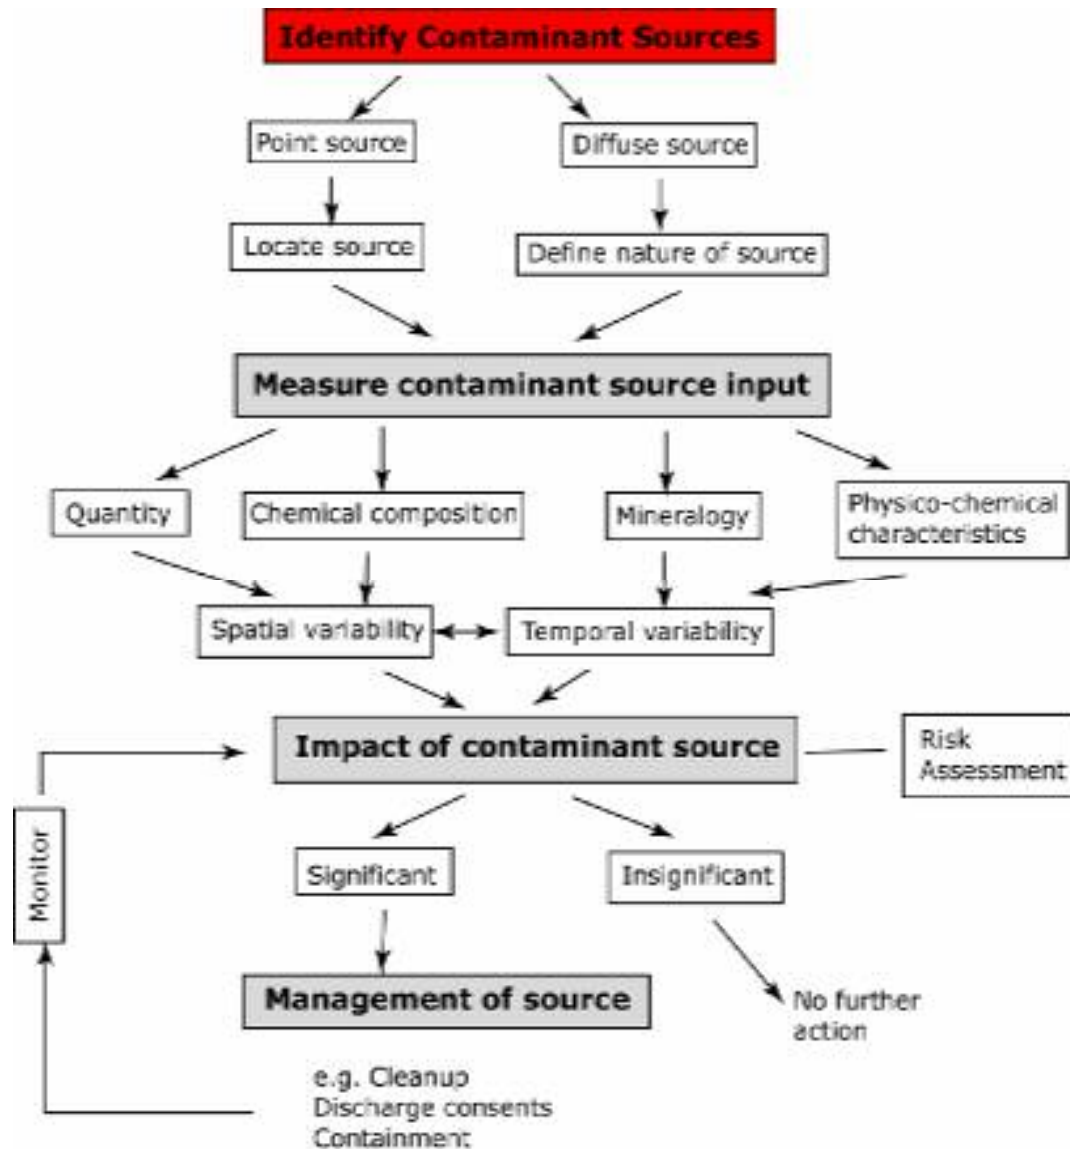 Identify Contaminant Sources
Point source
Diffuse source
Locate source
Define nature of source
Measure contaminant source input
Quantity
Chemical composition
Mineralogy
Physico-chemical
characteristics
Spatial variability
Temporal variability
Impact of contaminant source
Risk
Assessment
Monitor
Significant
Insignificant
Management of source
No further
action
e.g. Cleanup
Discharge consents
Containment